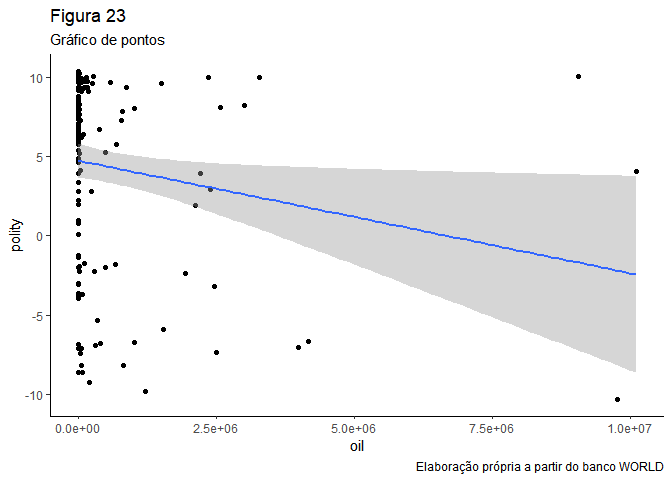 Figura 23
Gráfico de pontos
10
5
0
-5
-10
polity
0.0e+00 2.5e+06 5.0e+06 7.5e+06 1.0e+07
oil
Elaboração própria a partir do banco WORLD